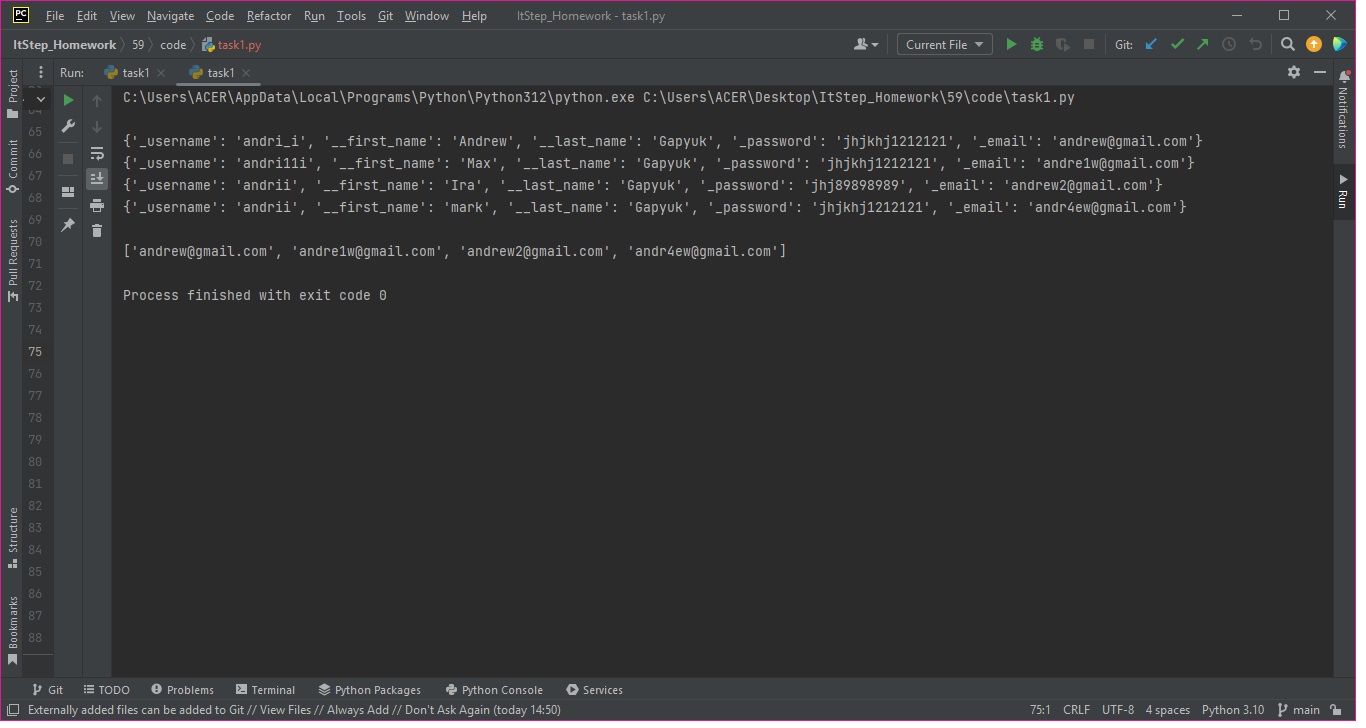 PC File Edit View Navigate Code Refactor Run Tools Git Window Help ItStep_Homework - task1.py
ItStep_Homework 59 code task1.py Current File Git:
Project
Commit
Pull Requests
Structure
Bookmarks
Run: task1 task1
65
66
67
68
69
70
71
72
73
74
75
76
77
78
79
80
81
82
83
84
85
86
87
88
C:\Users\ACER\AppData\Local\Programs\Python\Python312\python.exe C:\Users\ACER\Desktop\ItStep_Homework\59\code\task1.py
{'_username': 'andri_i', '__first_name': 'Andrew', '__last_name': 'Gapyuk', '_password': 'jhjkhj1212121', '_email': 'andrew@gmail.com'}
{'_username': 'andri11i', '__first_name': 'Max', '__last_name': 'Gapyuk', '_password': 'jhjkhj1212121', '_email': 'andre1w@gmail.com'}
{'_username': 'andrii', '__first_name': 'Ira', '__last_name': 'Gapyuk', '_password': 'jhj89898989', '_email': 'andrew2@gmail.com'}
{'_username': 'andrii', '__first_name': 'mark', '__last_name': 'Gapyuk', '_password': 'jhjkhj1212121', '_email': 'andr4ew@gmail.com'}
['andrew@gmail.com', 'andre1w@gmail.com', 'andrew2@gmail.com', 'andr4ew@gmail.com']
Process finished with exit code 0
Notifications
Run
Git TODO Problems Terminal Python Packages Python Console Services
Externally added files can be added to Git // View Files // Always Add // Don't Ask Again (today 14:50) 75:1 CRLF UTF-8 4 spaces Python 3.10 main